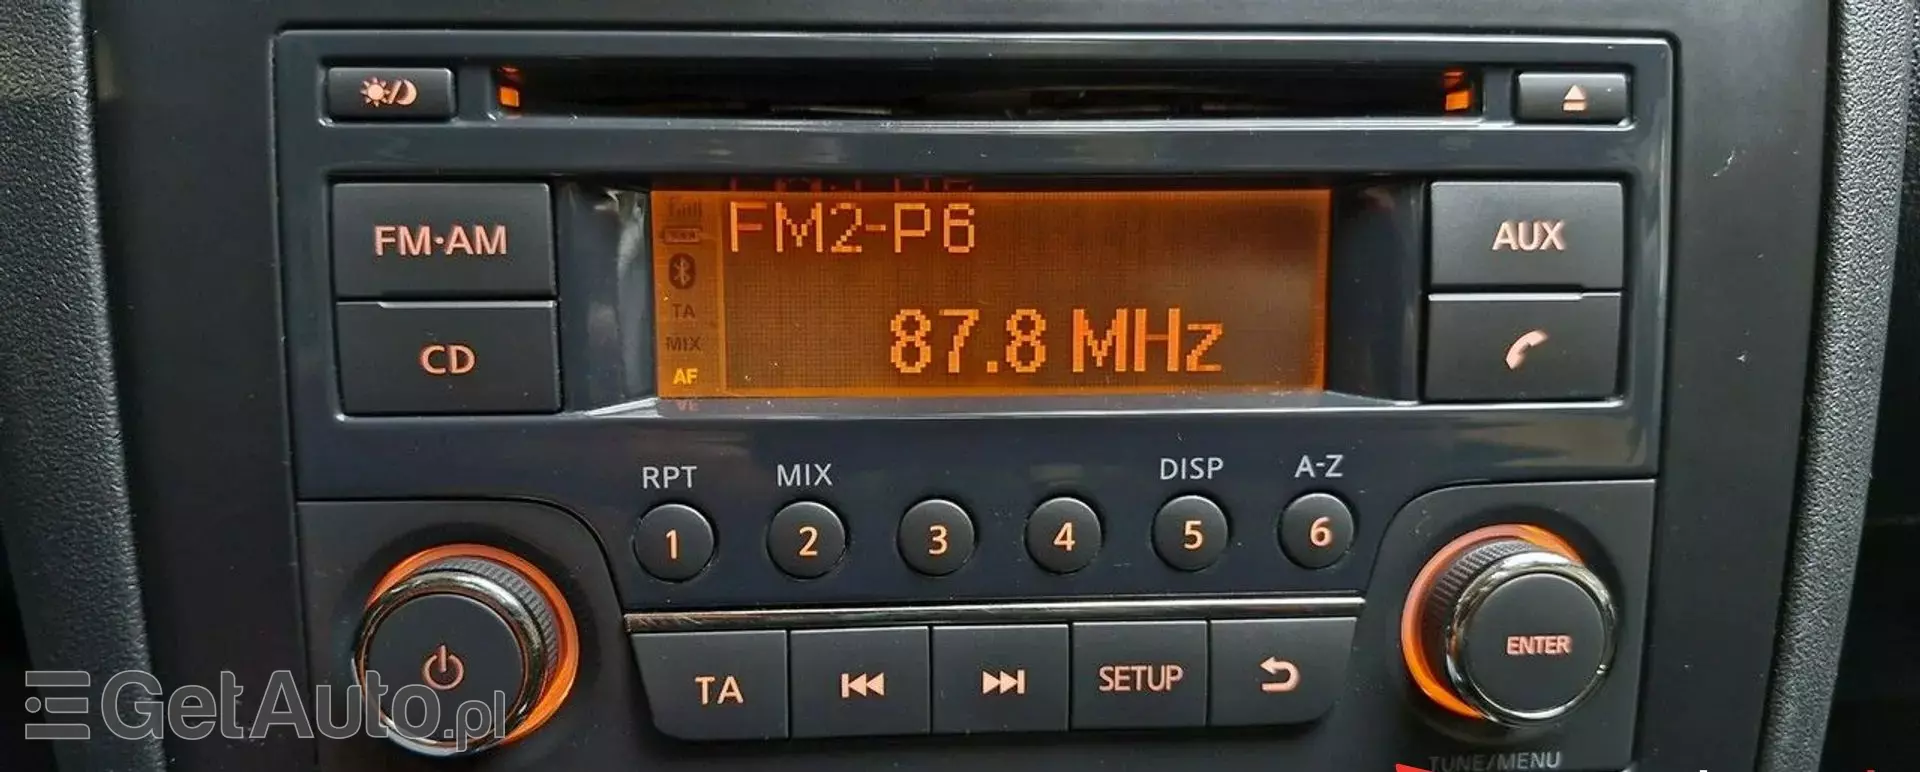 FM·AM
CD
FM2-P6
TA
MIX
AF
87.8 MHz
AUX
RPT
MIX
DISP
A-Z
1
2
3
4
5
6
TA
SETUP
ENTER
TUNE/MENU
GetAuto.pl